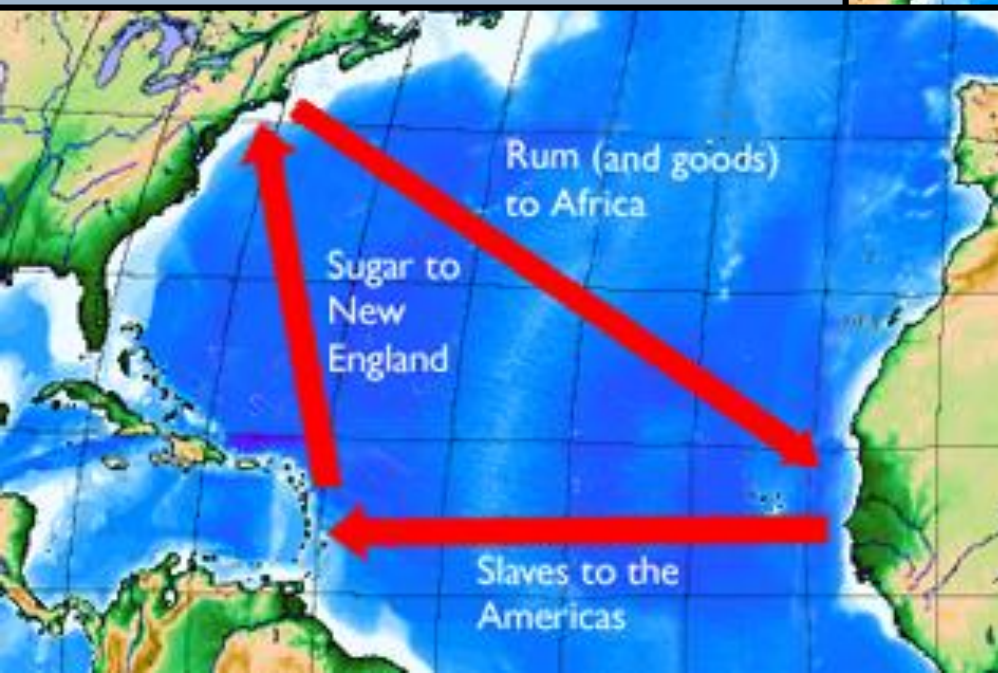 Rum (and goods)
to Africa
Sugar to
New
England
Slaves to the
Americas